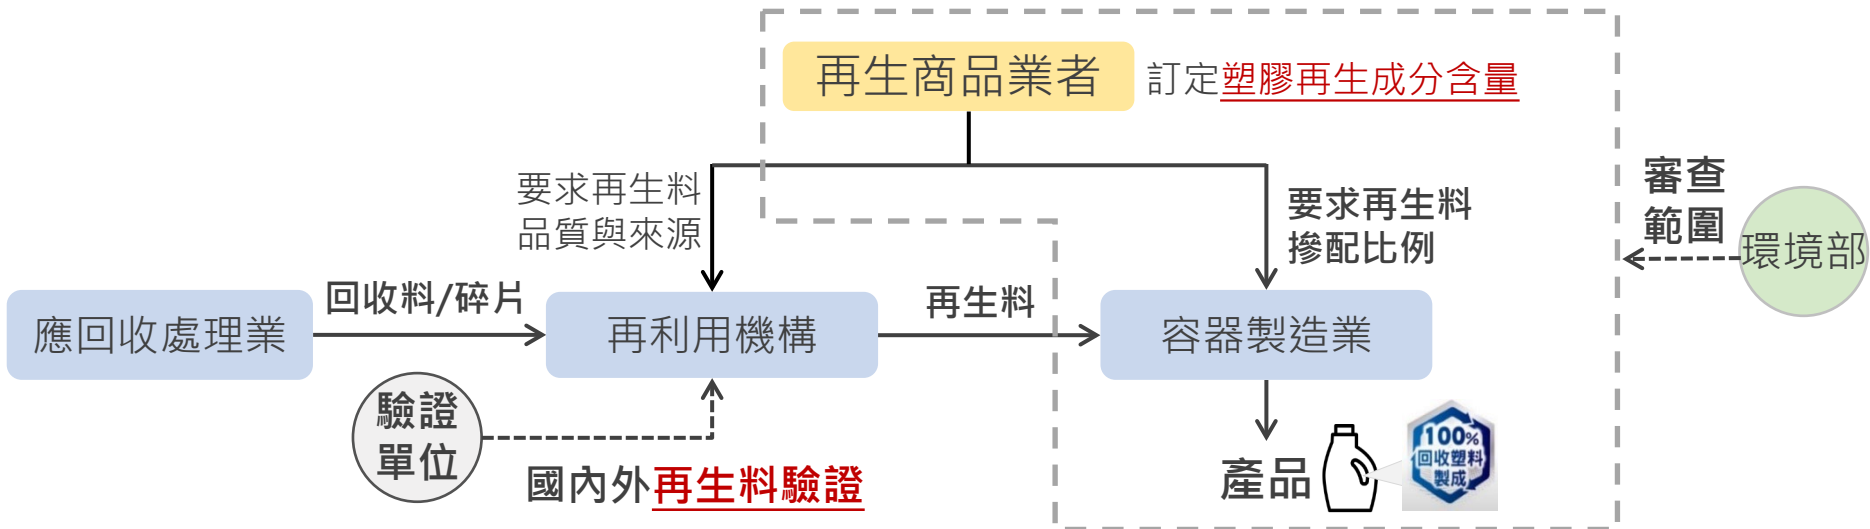 再生商品業者
訂定塑膠再生成分含量
要求再生料
品質與來源
要求再生料
摻配比例
審查
範圍
環境部
應回收處理業
回收料/碎片
再利用機構
再生料
容器製造業
驗證
單位
國內外再生料驗證
產品
100%
回收塑料
製成